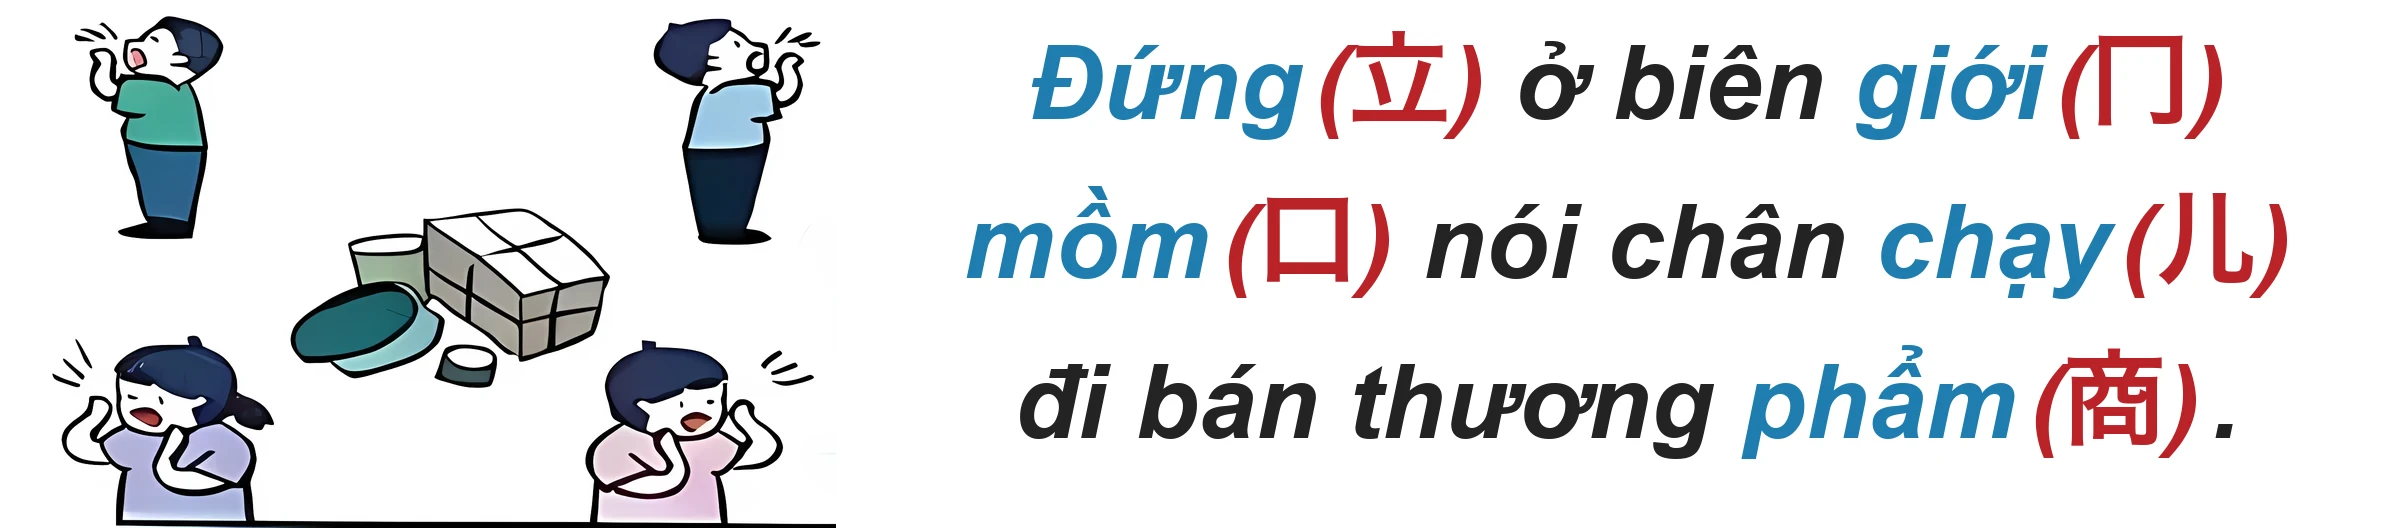 Đứng(立) ở biên giới(冂)
mồm(口) nói chân chạy(儿)
đi bán thương phẩm(商).